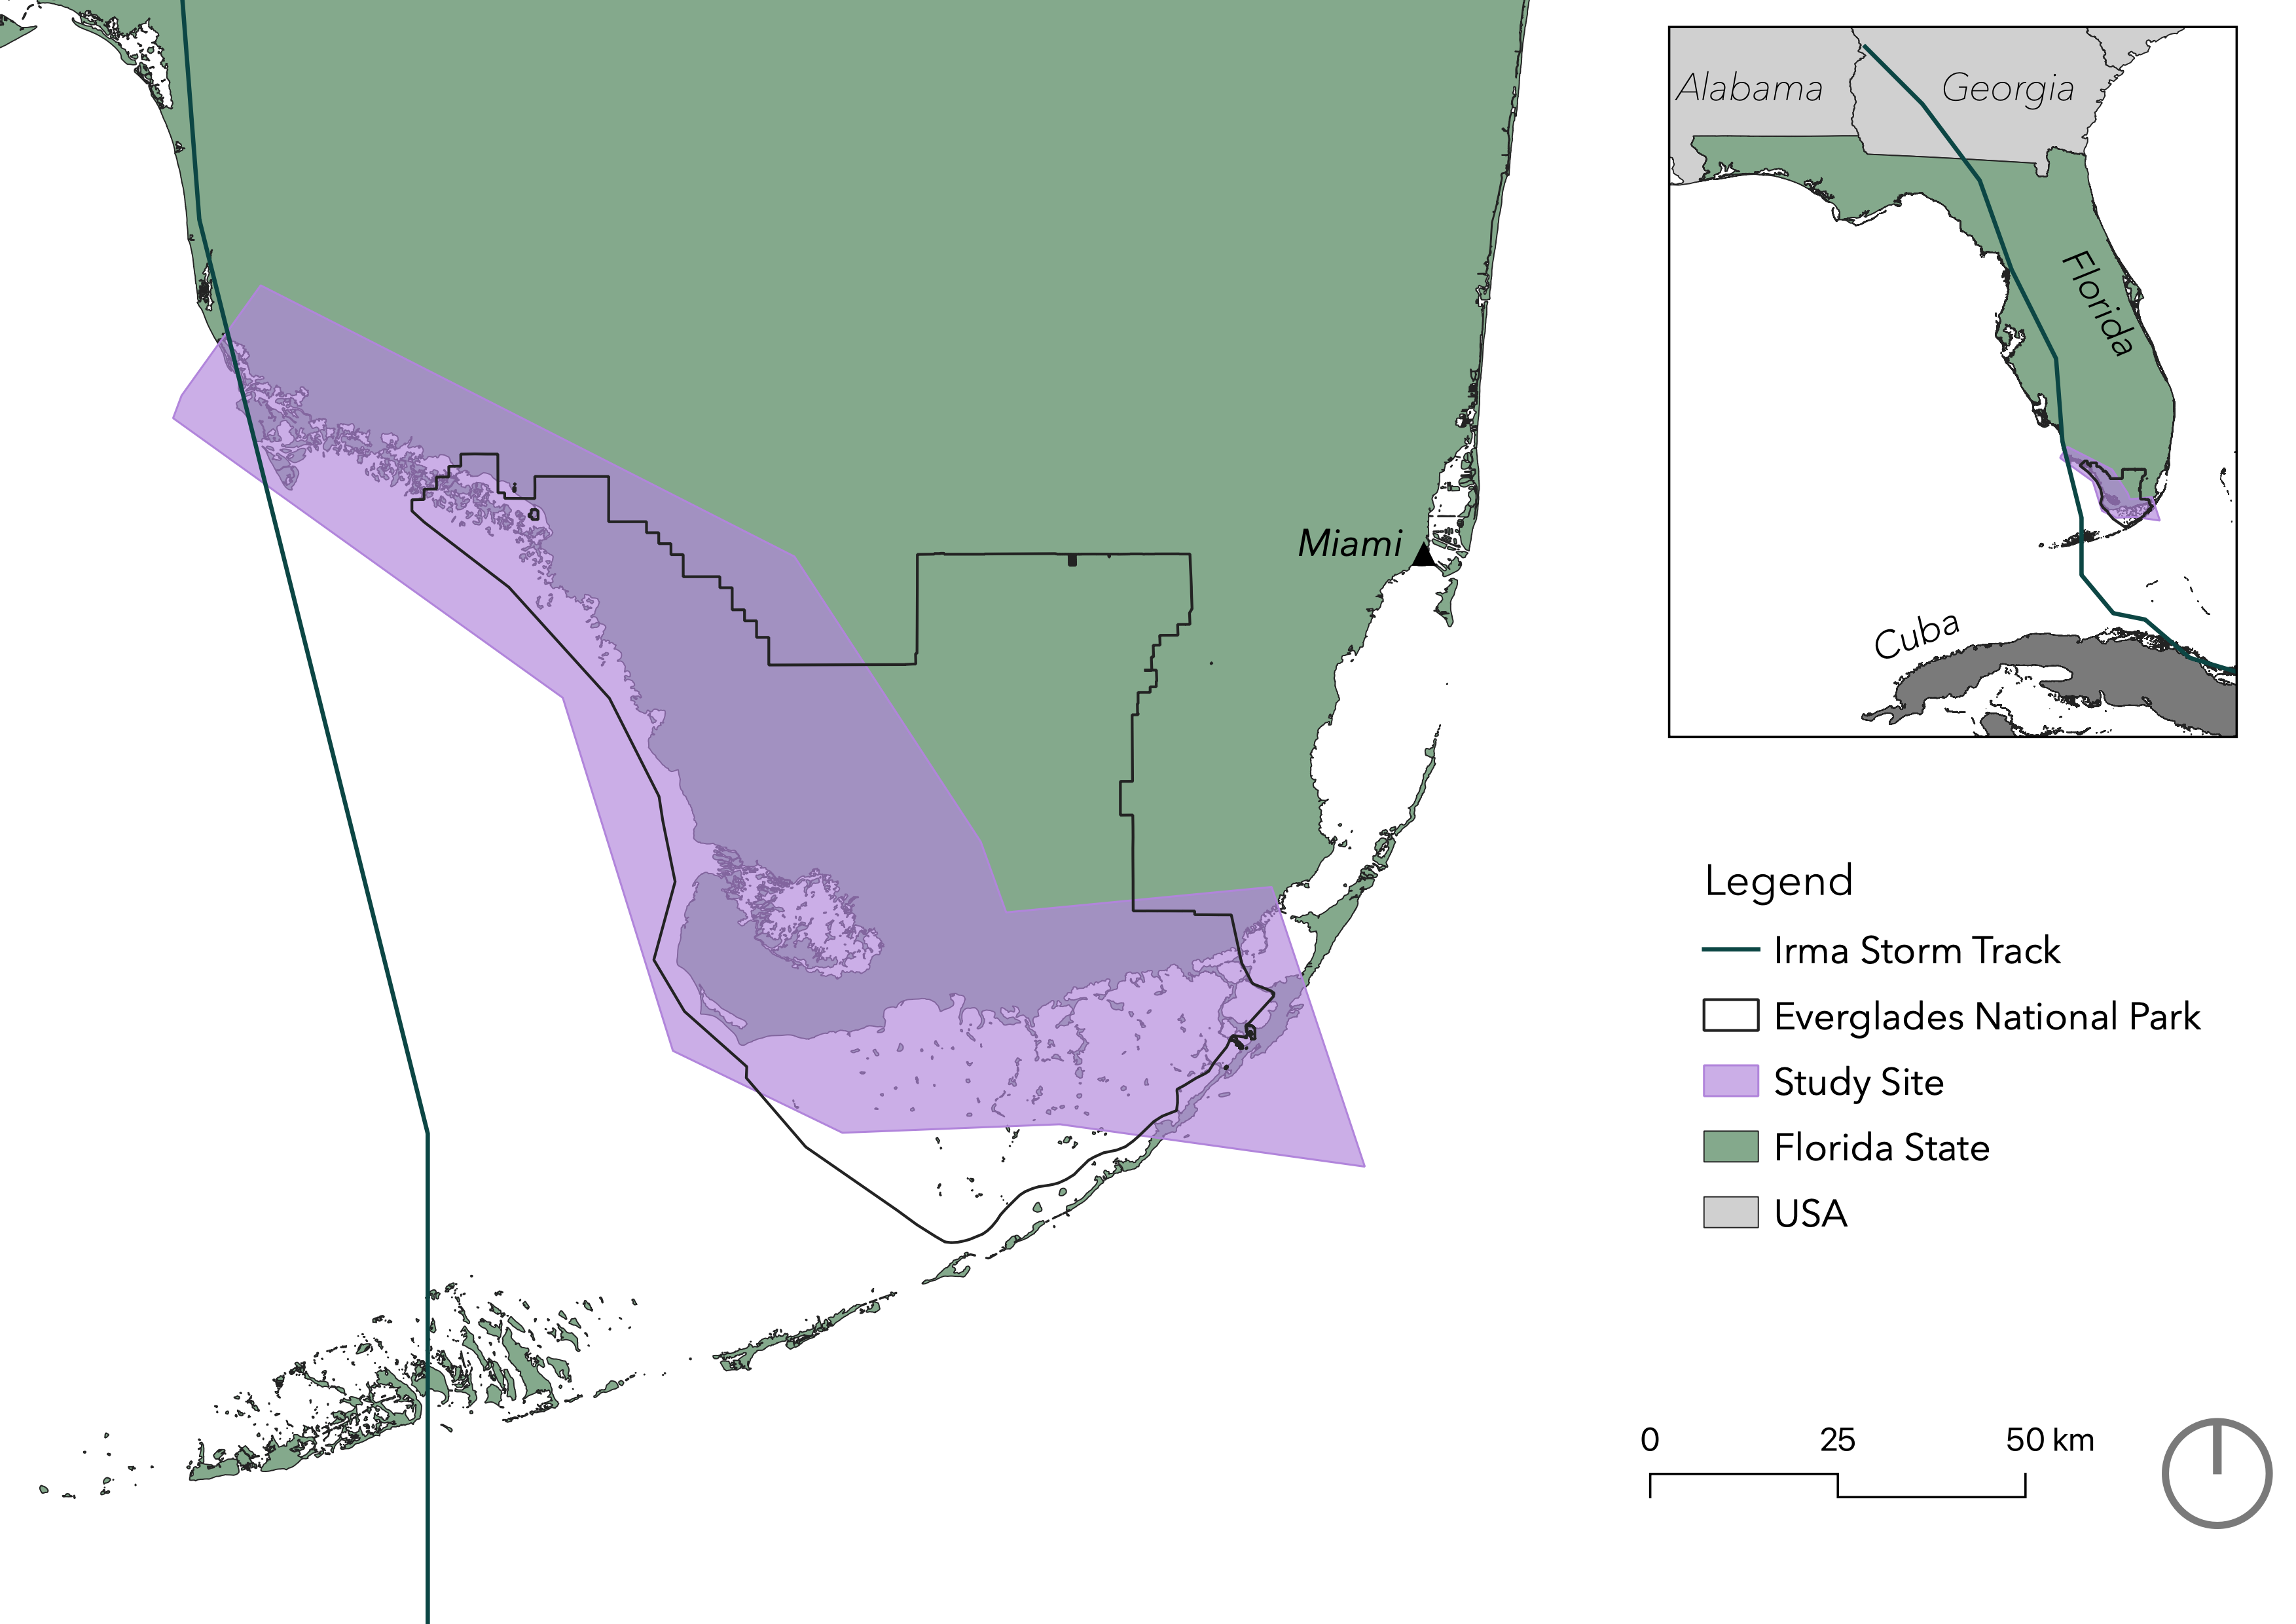 Alabama
Georgia
Florida
Cuba
Miami
Legend
Irma Storm Track
Everglades National Park
Study Site
Florida State
USA
0 25 50 km